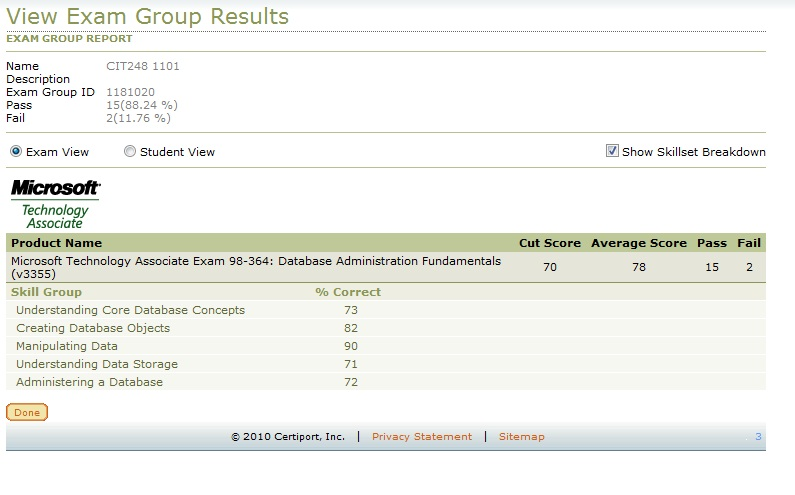 View Exam Group Results
EXAM GROUP REPORT
Name CIT248 1101
Description
Exam Group ID 1181020
Pass 15(88.24 %)
Fail 2(11.76 %)
Exam View Student View Show Skillset Breakdown
Microsoft
Technology
Associate
Product Name Cut Score Average Score Pass Fail
Microsoft Technology Associate Exam 98-364: Database Administration Fundamentals
(v3355) 70 78 15 2
Skill Group % Correct
Understanding Core Database Concepts 73
Creating Database Objects 82
Manipulating Data 90
Understanding Data Storage 71
Administering a Database 72
Done
© 2010 Certiport, Inc. | Privacy Statement | Sitemap 3